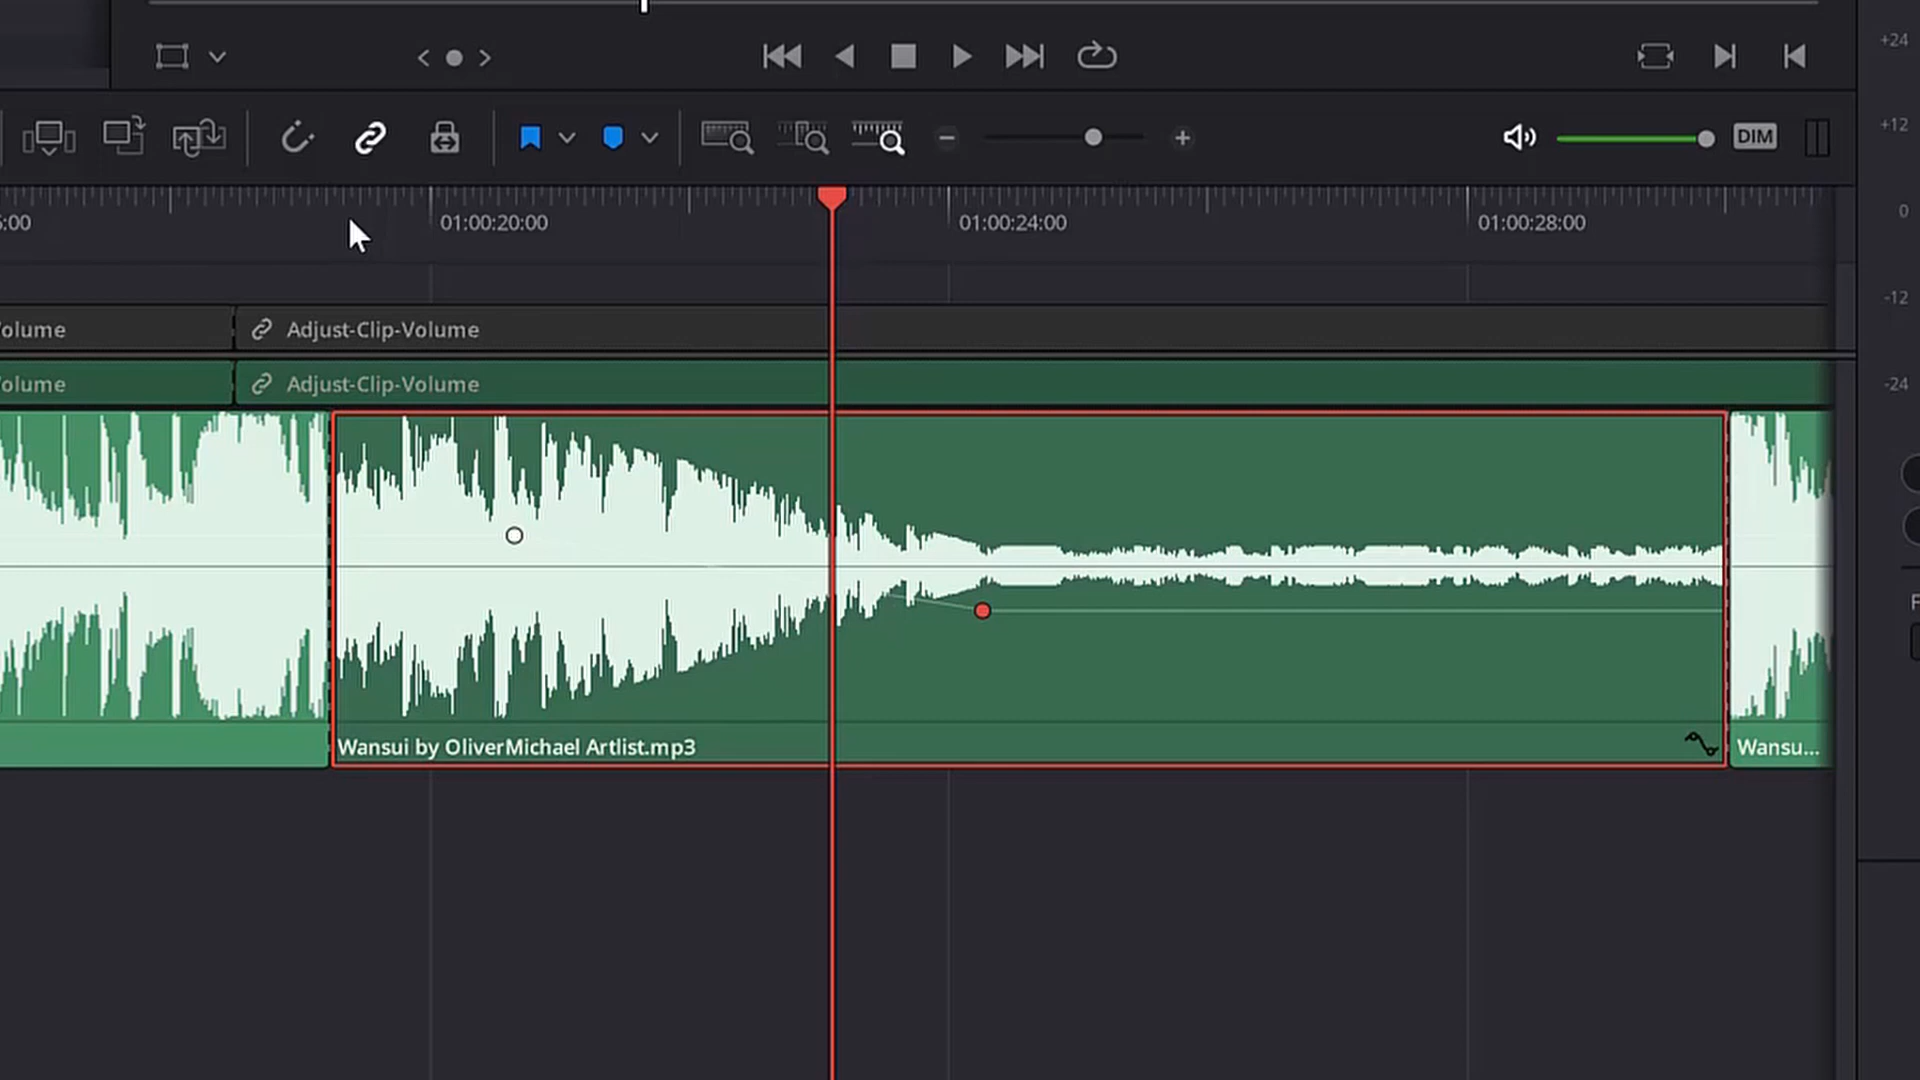 +24
+12
DIM
5:00
01:00:20:00
01:00:24:00
01:00:28:00
0
-12
olume
Adjust-Clip-Volume
olume
Adjust-Clip-Volume
-24
F
Wansui by OliverMichael Artlist.mp3
Wansu...